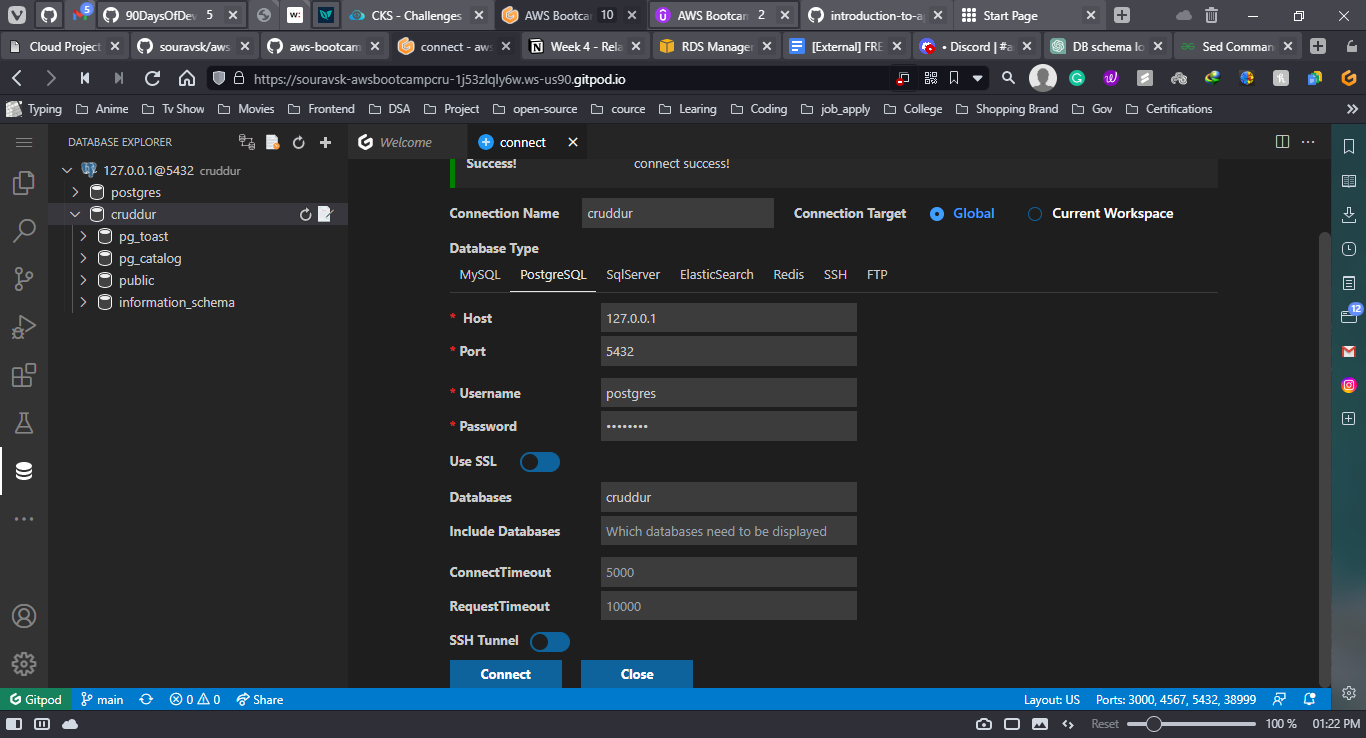 90DaysOfDev 5
CKS - Challenges
AWS Bootcam 10
AWS Bootcam 2
introduction-to-a
Start Page
Cloud Project
souravsk/aws
aws-bootcam
connect - aws
Week 4 - Rela
RDS Manager
[External] FRE
• Discord | #a
DB schema lo
Sed Comman
https://souravsk-awsbootcampcru-1j53zlqly6w.ws-us90.gitpod.io
Typing Anime Tv Show Movies Frontend DSA Project open-source cource Learing Coding job_apply College Shopping Brand Gov Certifications
DATABASE EXPLORER
Welcome
connect
127.0.0.1@5432 cruddur
postgres
cruddur
pg_toast
pg_catalog
public
information_schema
Success! connect success!
Connection Name cruddur Connection Target Global Current Workspace
Database Type
MySQL PostgreSQL SqlServer ElasticSearch Redis SSH FTP
* Host 127.0.0.1
* Port 5432
* Username postgres
* Password ••••••••
Use SSL
Databases cruddur
Include Databases Which databases need to be displayed
ConnectTimeout 5000
RequestTimeout 10000
SSH Tunnel
Connect Close
12
Gitpod main 0 0 Share Layout: US Ports: 3000, 4567, 5432, 38999
Reset 100 % 01:22 PM